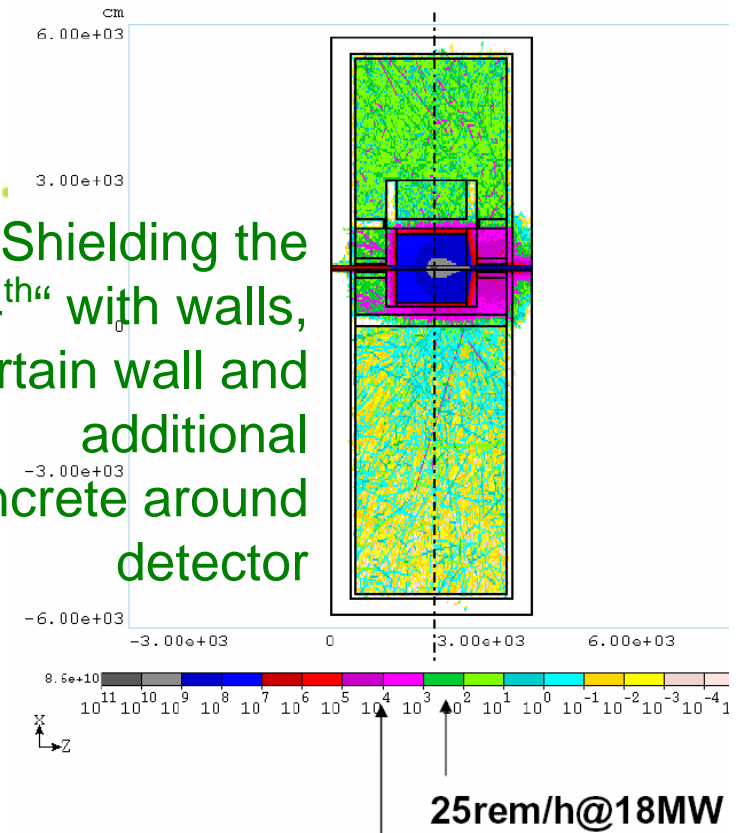 cm
6.00e+03
3.00e+03
Shielding the
th“ with walls,
0
wall and
additional
-3.00e+03
around
detector
-6.00e+03
-3.00e+03 0 3.00e+03 6.00e+03
8.6e+10
10^11 10^10 10^9 10^8 10^7 10^6 10^5 10^4 10^3 10^2 10^1 10^0 10^-1 10^-2 10^-3 10^-4
X
Z
25rem/h@18MW